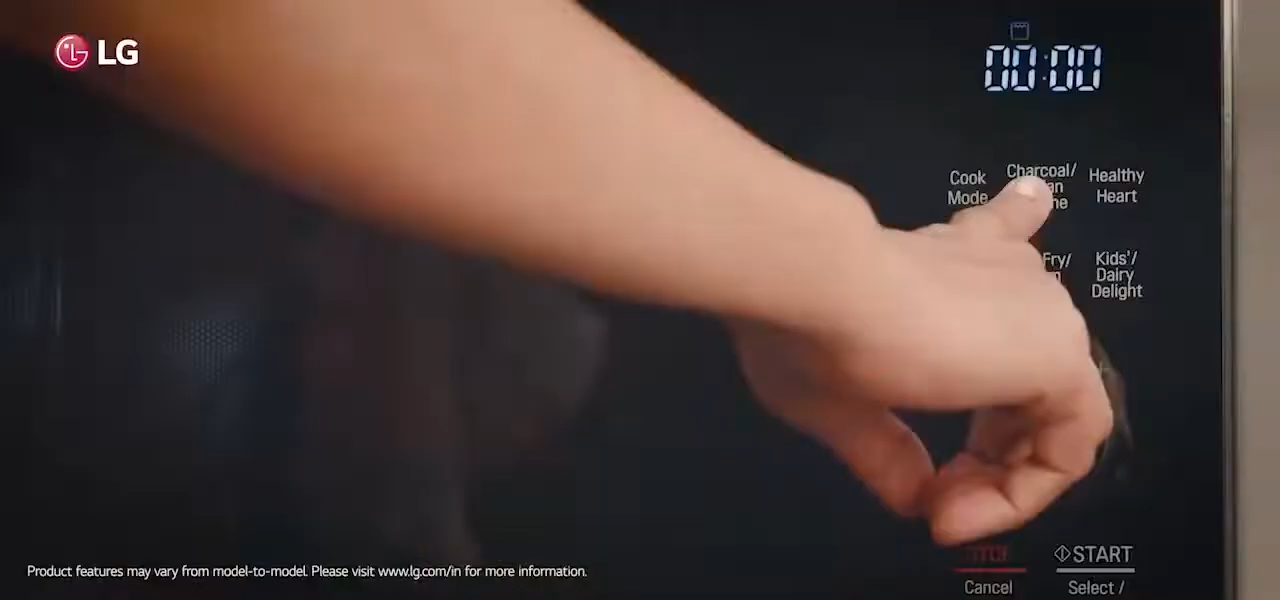 LG
00:00
Cook
Mode
Charcoal/
Healthy
Heart
Fry/
Kids'/
Dairy
Delight
START
Cancel
Select /
Product features may vary from model-to-model. Please visit www.lg.com/in for more information.